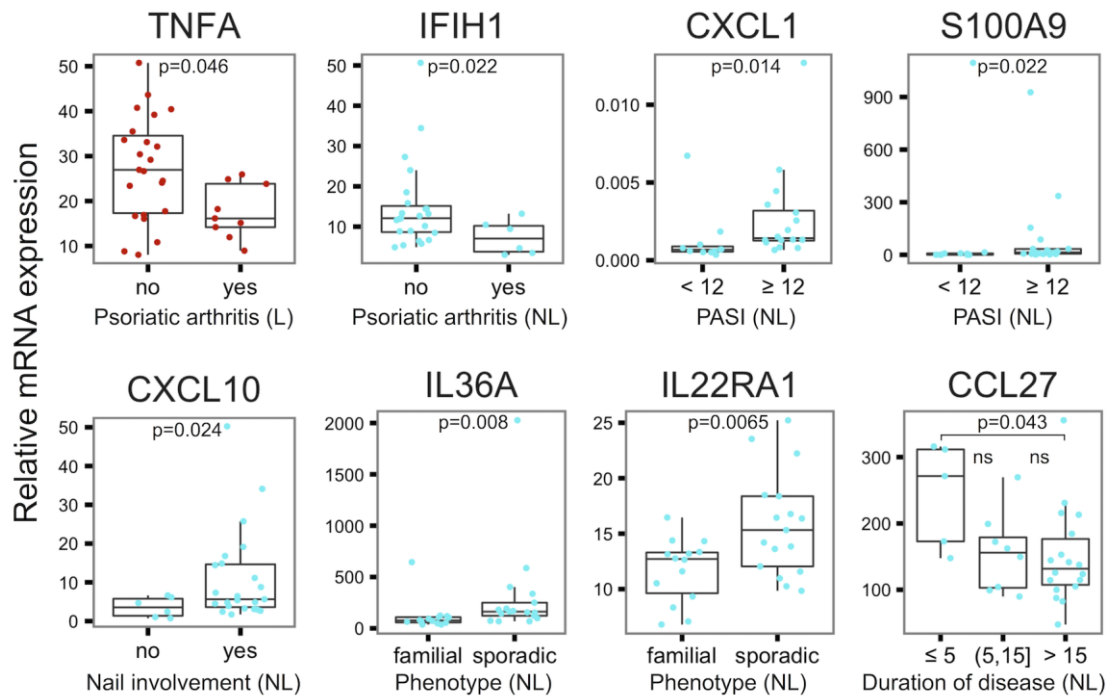 TNFA
IFIH1
CXCL1
S100A9
Relative mRNA expression
50
40
30
20
10
p=0.046
no
yes
Psoriatic arthritis (L)
50
40
30
20
10
p=0.022
no
yes
Psoriatic arthritis (NL)
0.010
0.005
0.000
p=0.014
< 12
≥ 12
PASI (NL)
900
600
300
0
p=0.022
< 12
≥ 12
PASI (NL)
CXCL10
IL36A
IL22RA1
CCL27
50
40
30
20
10
0
p=0.024
no
yes
Nail involvement (NL)
2000
1500
1000
500
0
p=0.008
familial
sporadic
Phenotype (NL)
25
20
15
10
p=0.0065
familial
sporadic
Phenotype (NL)
300
200
100
p=0.043
ns
ns
≤ 5
(5,15]
> 15
Duration of disease (NL)